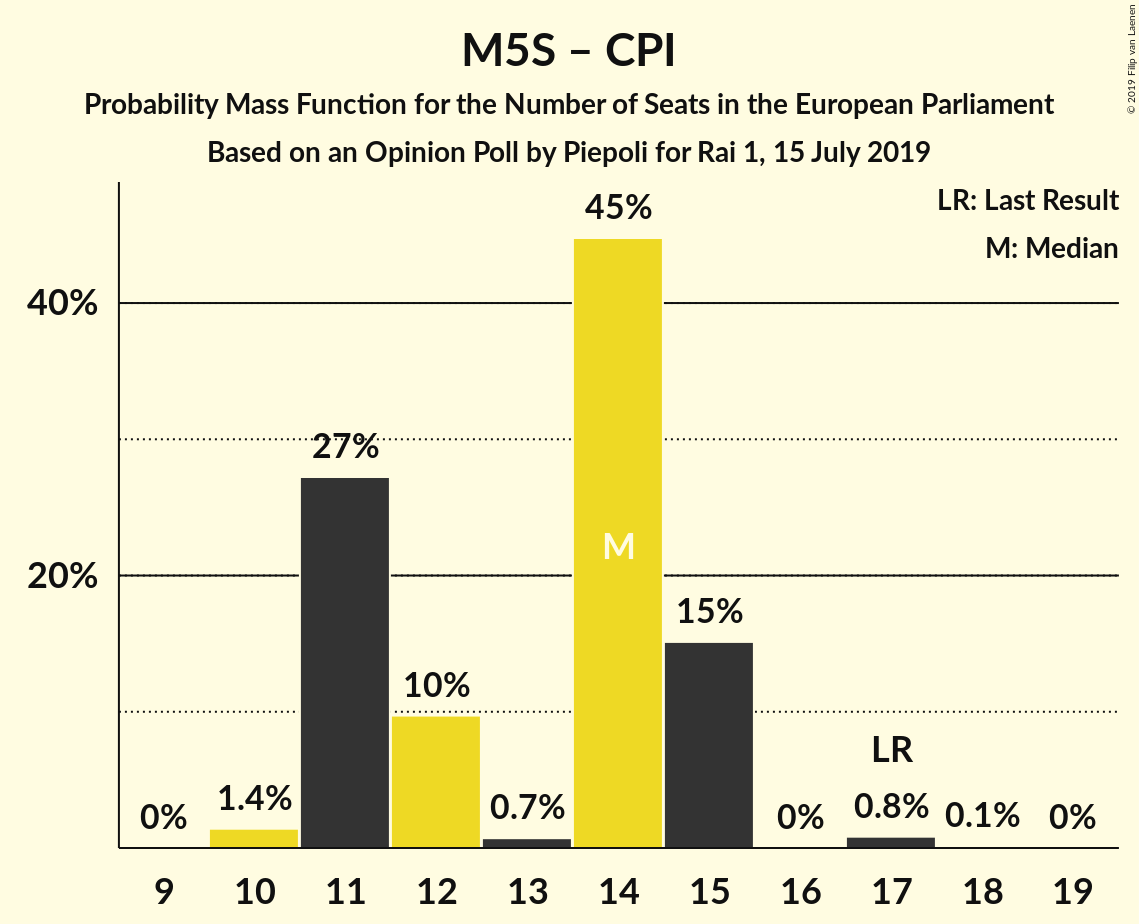 M5S – CPI
Probability Mass Function for the Number of Seats in the European Parliament
Based on an Opinion Poll by Piepoli for Rai 1, 15 July 2019
© 2019 Filip van Laenen
LR: Last Result
M: Median
40%
20%
0%
1.4%
27%
10%
0.7%
45%
M
15%
0%
LR
0.8%
0.1%
0%
9 10 11 12 13 14 15 16 17 18 19